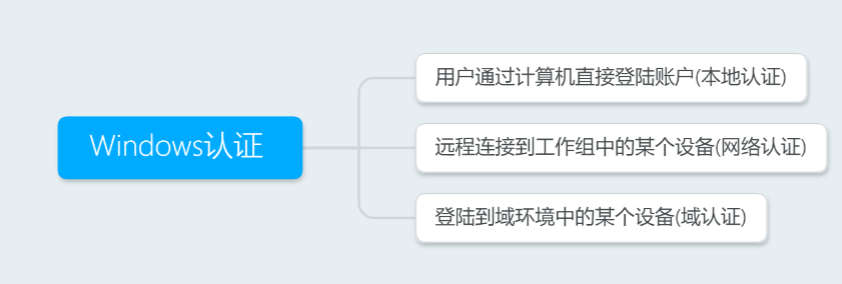 Windows认证
用户通过计算机直接登陆账户(本地认证)
远程连接到工作组中的某个设备(网络认证)
登陆到域环境中的某个设备(域认证)